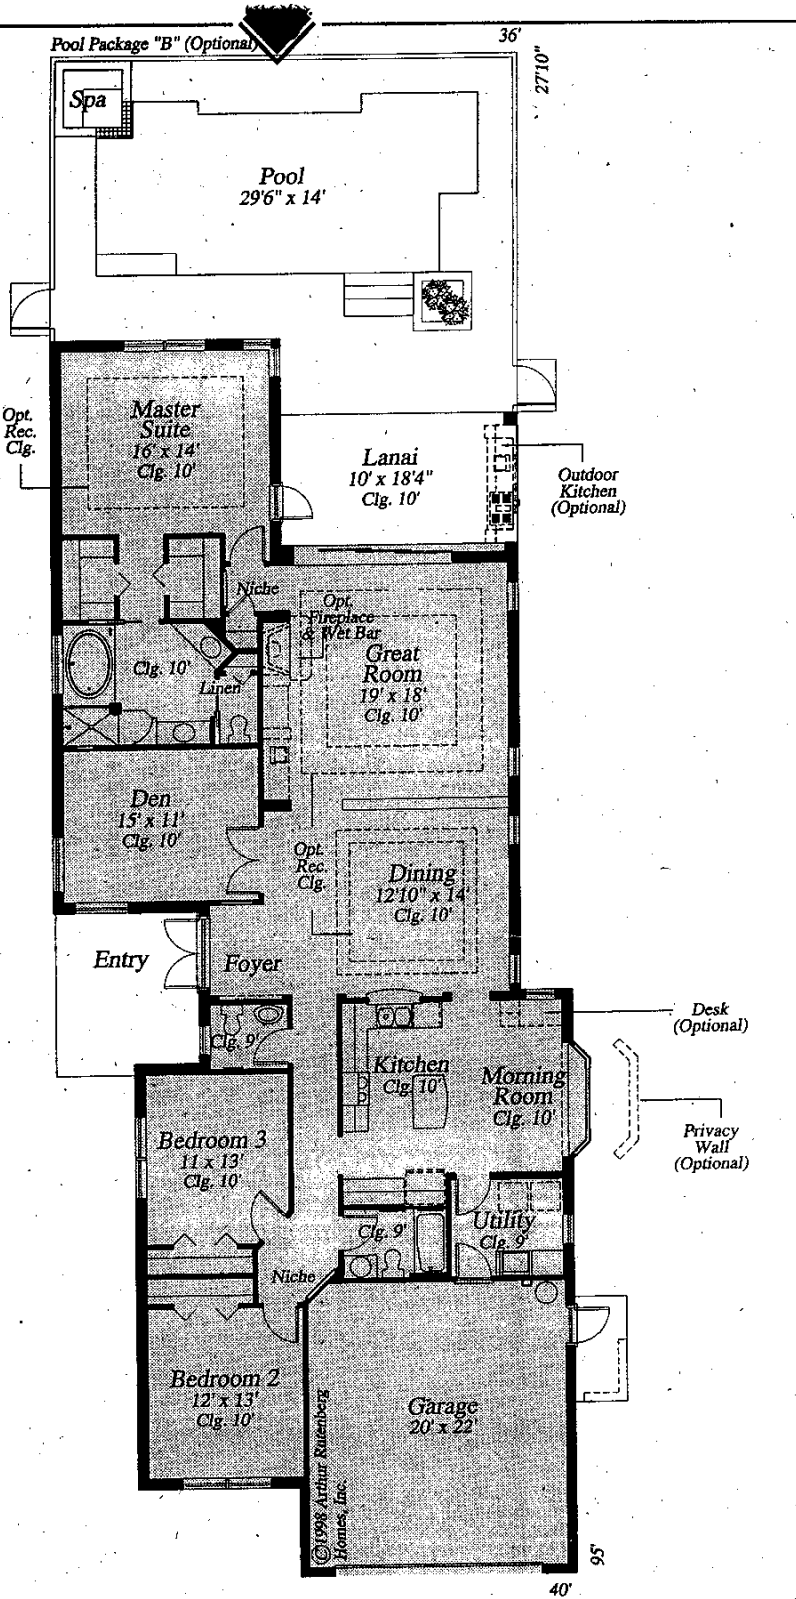 Pool Package "B" (Optional)
36'
27'10"
Spa
Pool
29'6" x 14'
Opt.
Rec.
Clg.
Master
Suite
16' x 14'
Clg. 10'
Lanai
10' x 18'4"
Clg. 10'
Outdoor
Kitchen
(Optional)
Niche
Opt.
Fireplace
& Wet Bar
Great
Room
19' x 18'
Clg. 10'
Clg. 10'
Linen
Den
15' x 11'
Clg. 10'
Opt.
Rec.
Clg.
Dining
12'10" x 14'
Clg. 10'
Entry
Foyer
Clg. 9'
Desk
(Optional)
Kitchen
Clg. 10'
Morning
Room
Clg. 10'
Privacy
Wall
(Optional)
Bedroom 3
11 x 13'
Clg. 10'
Clg. 9'
Utility
Clg. 9'
Niche
Bedroom 2
12' x 13'
Clg. 10'
Garage
20' x 22'
©1998 Arthur Rutenberg
Homes, Inc.
95'
40'